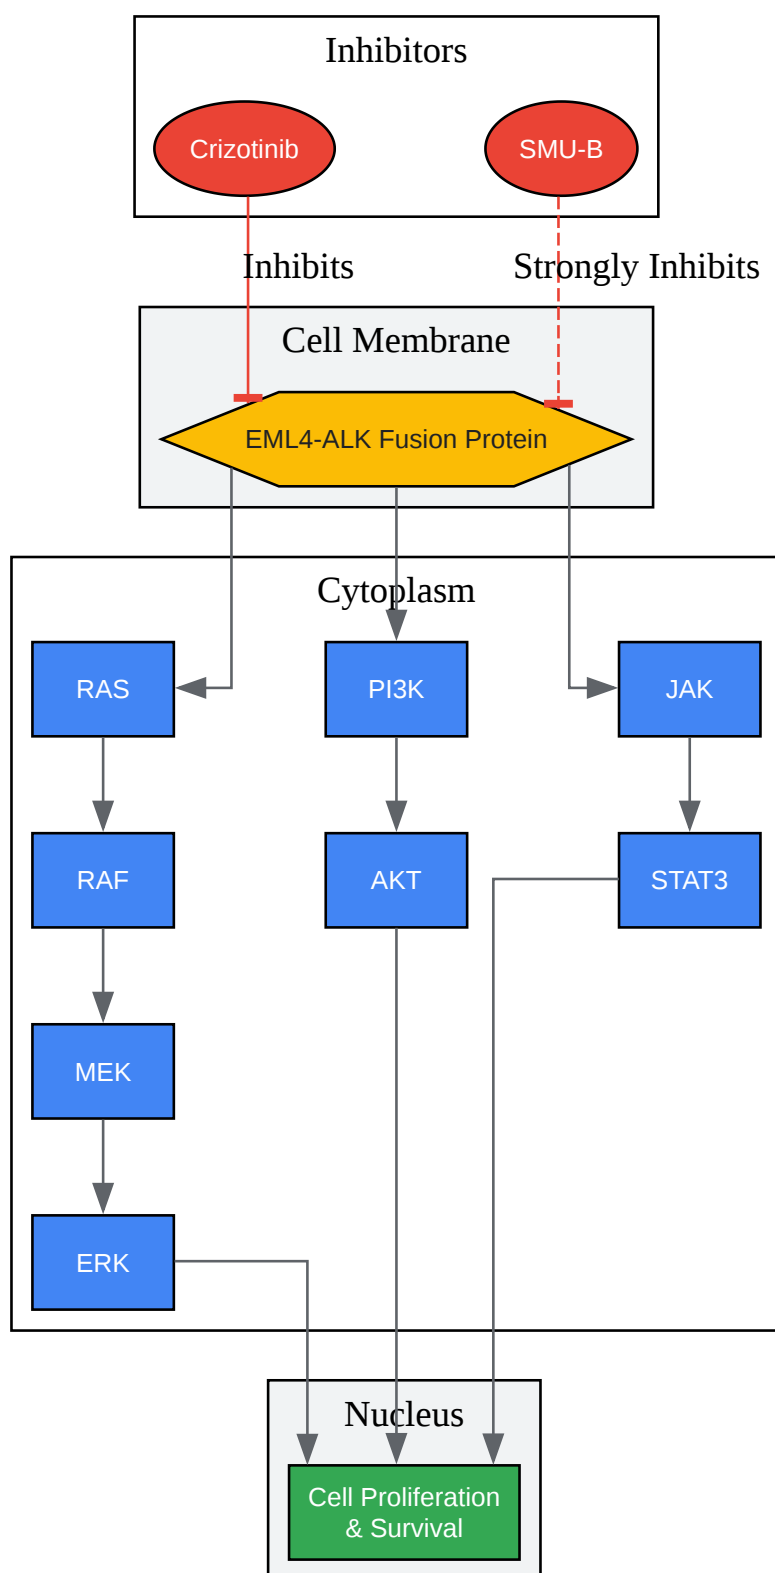 Inhibitors
Crizotinib
SMU-B
Inhibits
Strongly Inhibits
Cell Membrane
EML4-ALK Fusion Protein
Cytoplasm
RAS
PI3K
JAK
RAF
AKT
STAT3
MEK
ERK
Nucleus
Cell Proliferation
& Survival